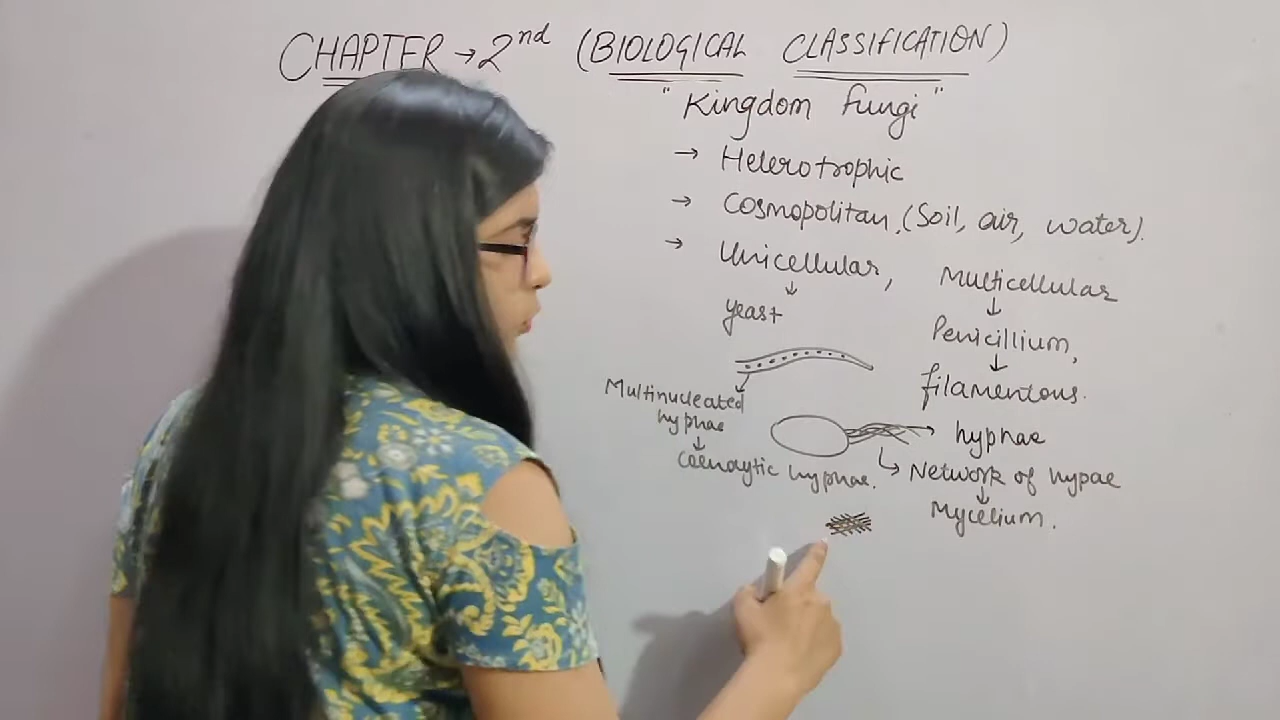 CHAPTER → 2nd (BIOLOGICAL CLASSIFICATION)
"Kingdom fungi"
→ Heterotrophic
→ Cosmopolitan, (Soil, air, water).
→ Unicellular, Multicellular
↓ ↓
yeast Penicillium,
↓
filamentous.
Multinucleated
hyphae
↓
Coenocytic hyphae.
→ hyphae
↳ Network of hypae
↓
Mycelium.